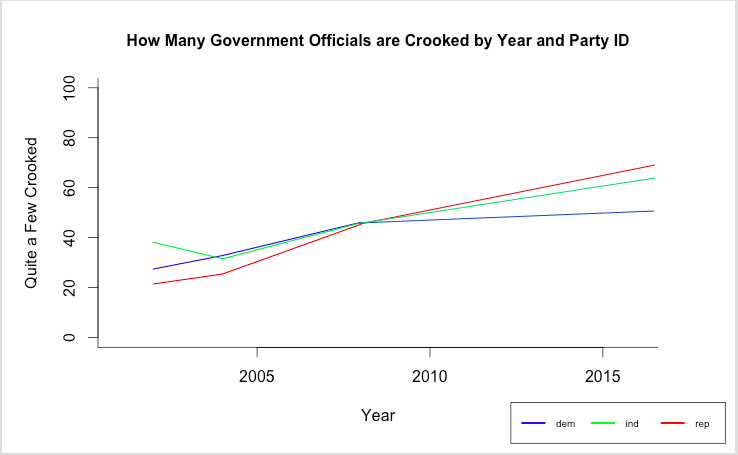 How Many Government Officials are Crooked by Year and Party ID
Quite a Few Crooked
100
80
60
40
20
0
2005 2010 2015
Year
dem ind rep